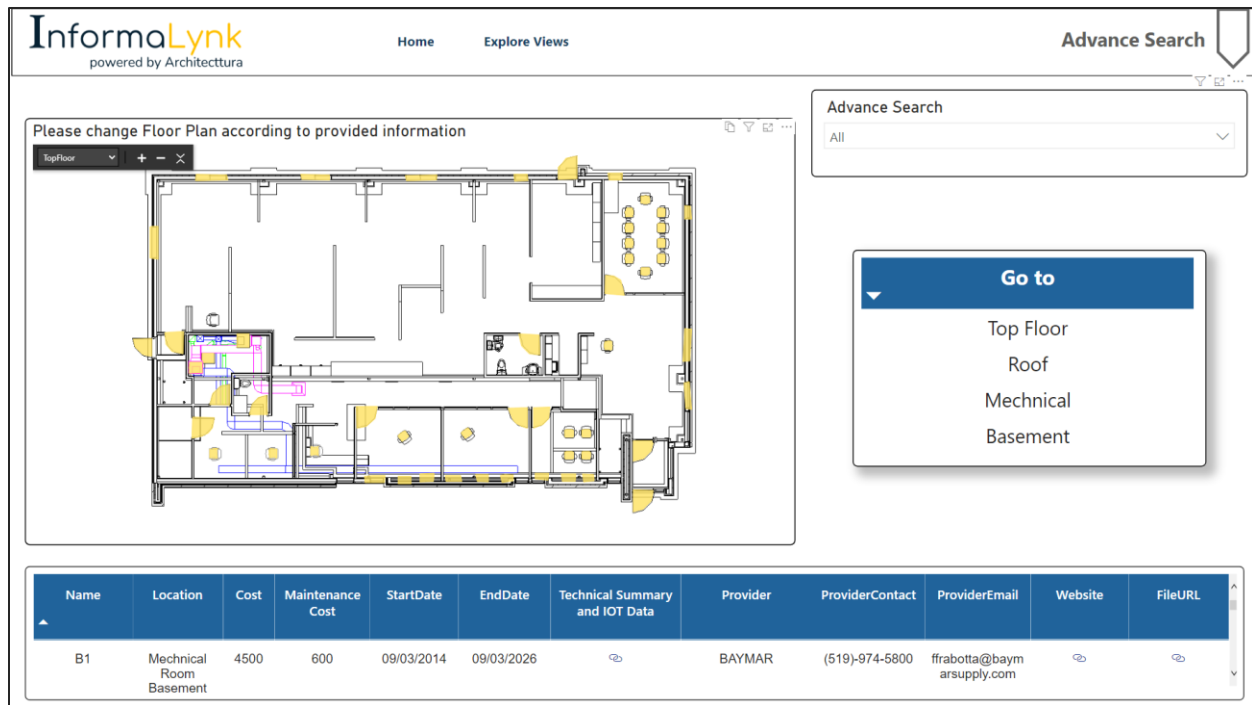 InformaLynk
powered by Architecttura
Home
Explore Views
Advance Search
Advance Search
All
Please change Floor Plan according to provided information
TopFloor
Go to
Top Floor
Roof
Mechnical
Basement
Name
Location
Cost
Maintenance
Cost
StartDate
EndDate
Technical Summary
and IOT Data
Provider
ProviderContact
ProviderEmail
Website
FileURL
B1
Mechnical
Room
Basement
4500
600
09/03/2014
09/03/2026
BAYMAR
(519)-974-5800
ffrabotta@baym
arsupply.com